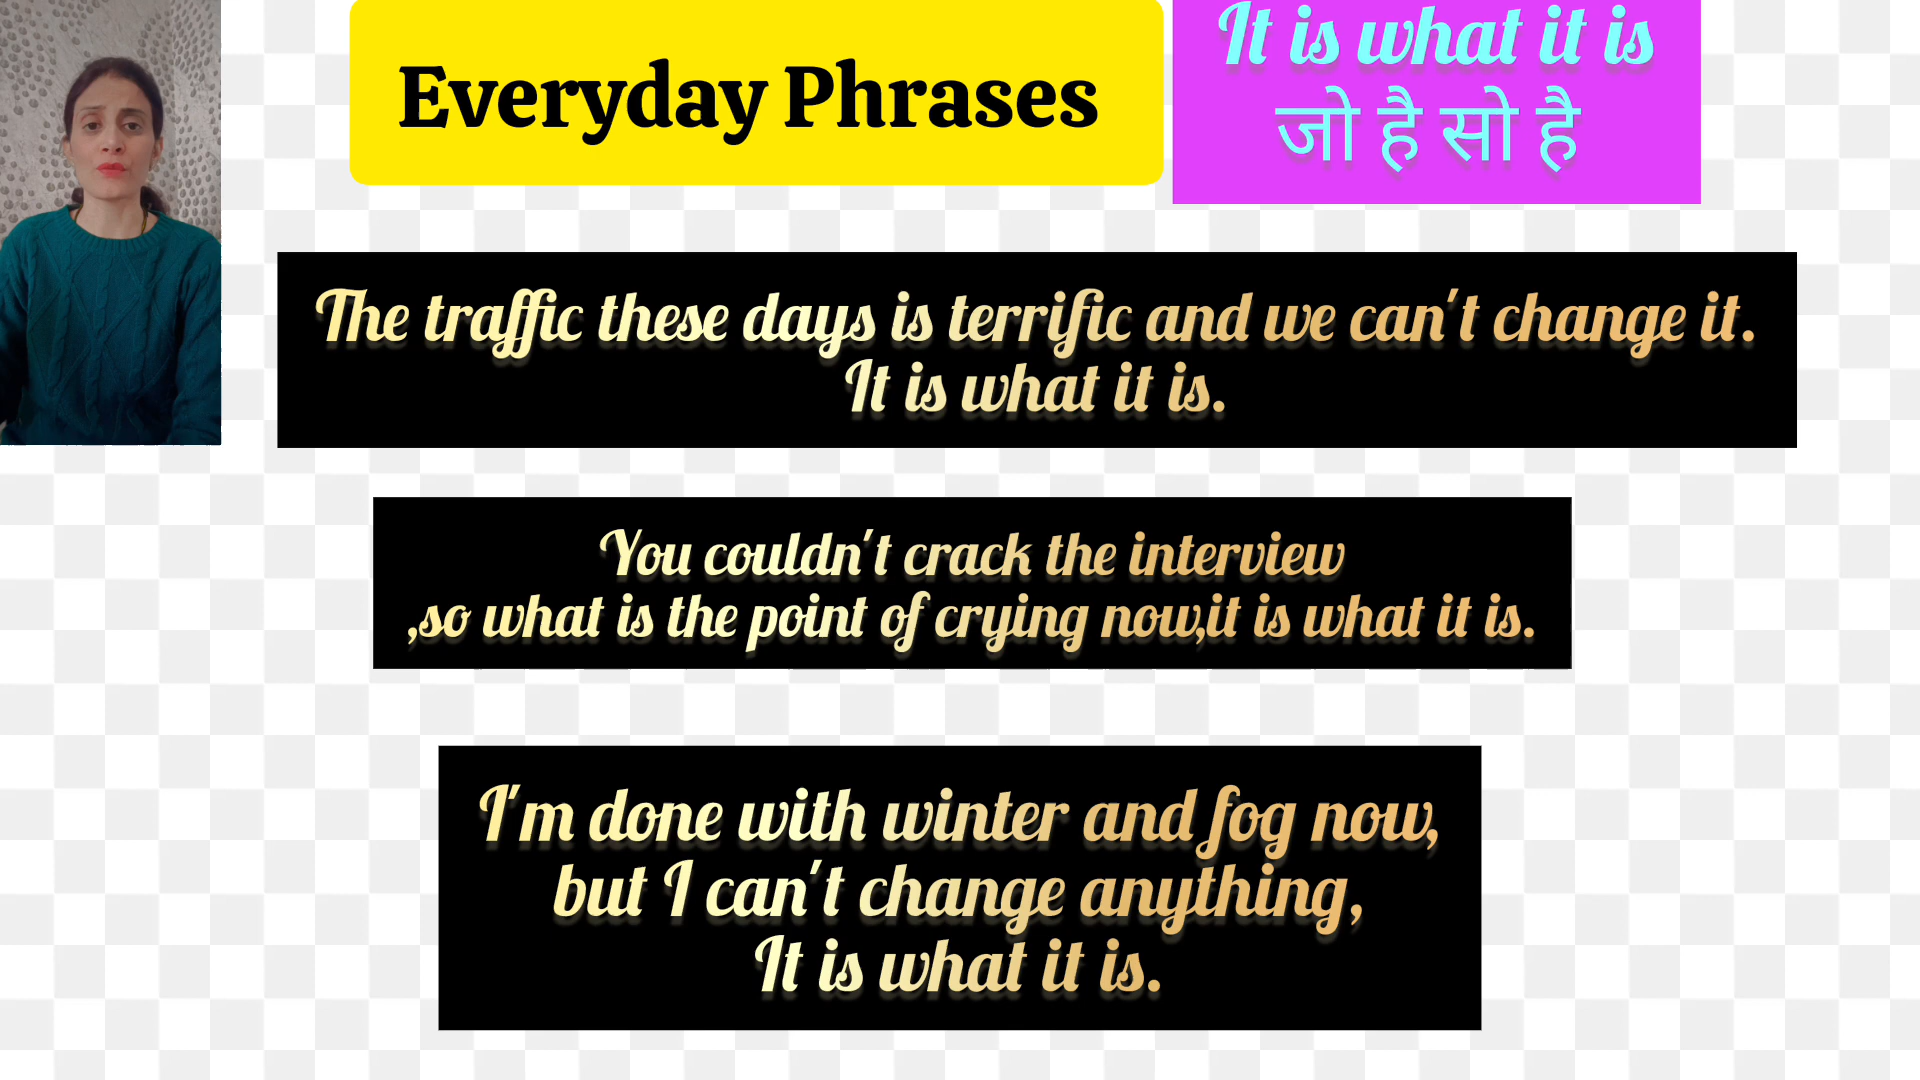 Everyday Phrases
It is what it is
जो है सो है
The traffic these days is terrific and we can't change it.
It is what it is.
You couldn't crack the interview
,so what is the point of crying now,it is what it is.
I'm done with winter and fog now,
but I can't change anything,
It is what it is.